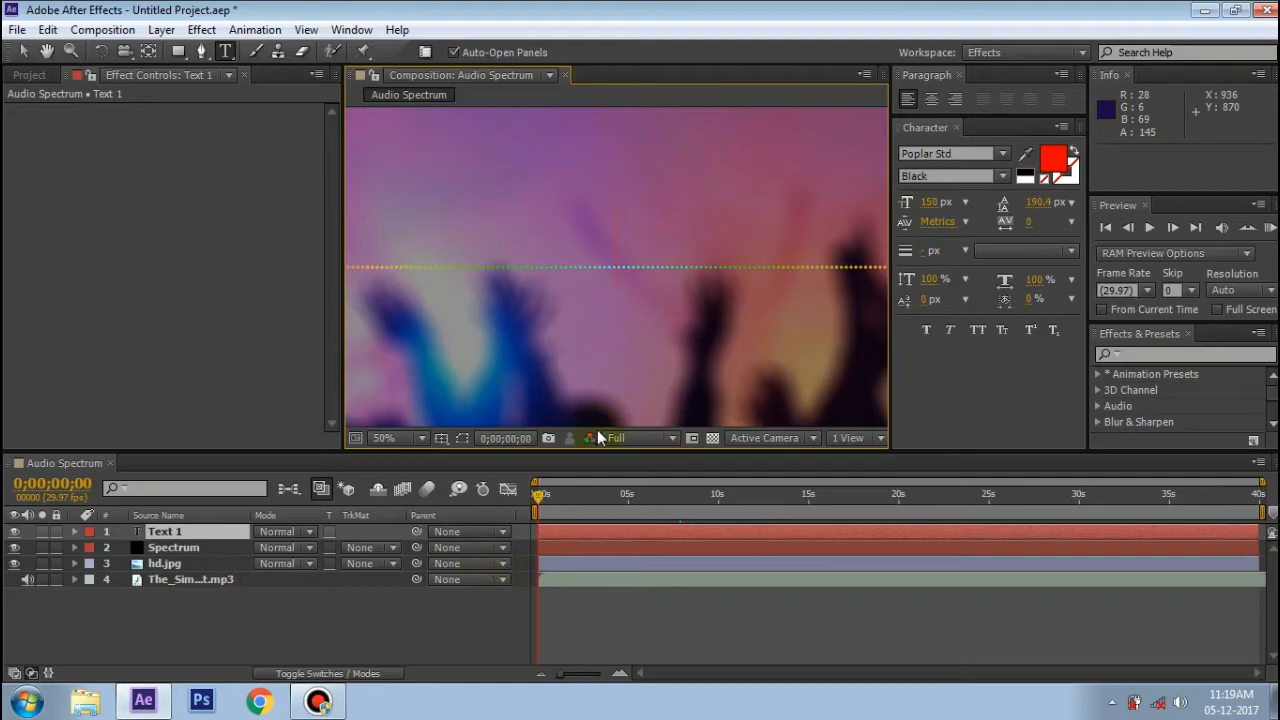 Ae Adobe After Effects - Untitled Project.aep *
File Edit Composition Layer Effect Animation View Window Help
T Auto-Open Panels Workspace: Effects Search Help
Project Effect Controls: Text 1 Composition: Audio Spectrum Paragraph Info
Audio Spectrum • Text 1
Audio Spectrum
R : 28 X : 936
G : 6 Y : 870
B : 69
A : 145
Character
Poplar Std
Black
150 px 190.4 px
Metrics 0
- px
100 % 100 %
0 px 0 %
T T TT Tt T¹ T₁
Preview
RAM Preview Options
Frame Rate Skip Resolution
(29.97) 0 Auto
From Current Time Full Screen
Effects & Presets
* Animation Presets
3D Channel
Audio
Blur & Sharpen
50% 0;00;00;00 Full Active Camera 1 View
Audio Spectrum
0;00;00;00
00000 (29.97 fps)
05s 10s 15s 20s 25s 30s 35s 40s
# Source Name Mode T TrkMat Parent
1 T Text 1 Normal None
2 Spectrum Normal None None
3 hd.jpg Normal None None
4 The_Sim...t.mp3 None
Toggle Switches / Modes
Ae Ps
11:19AM
05-12-2017